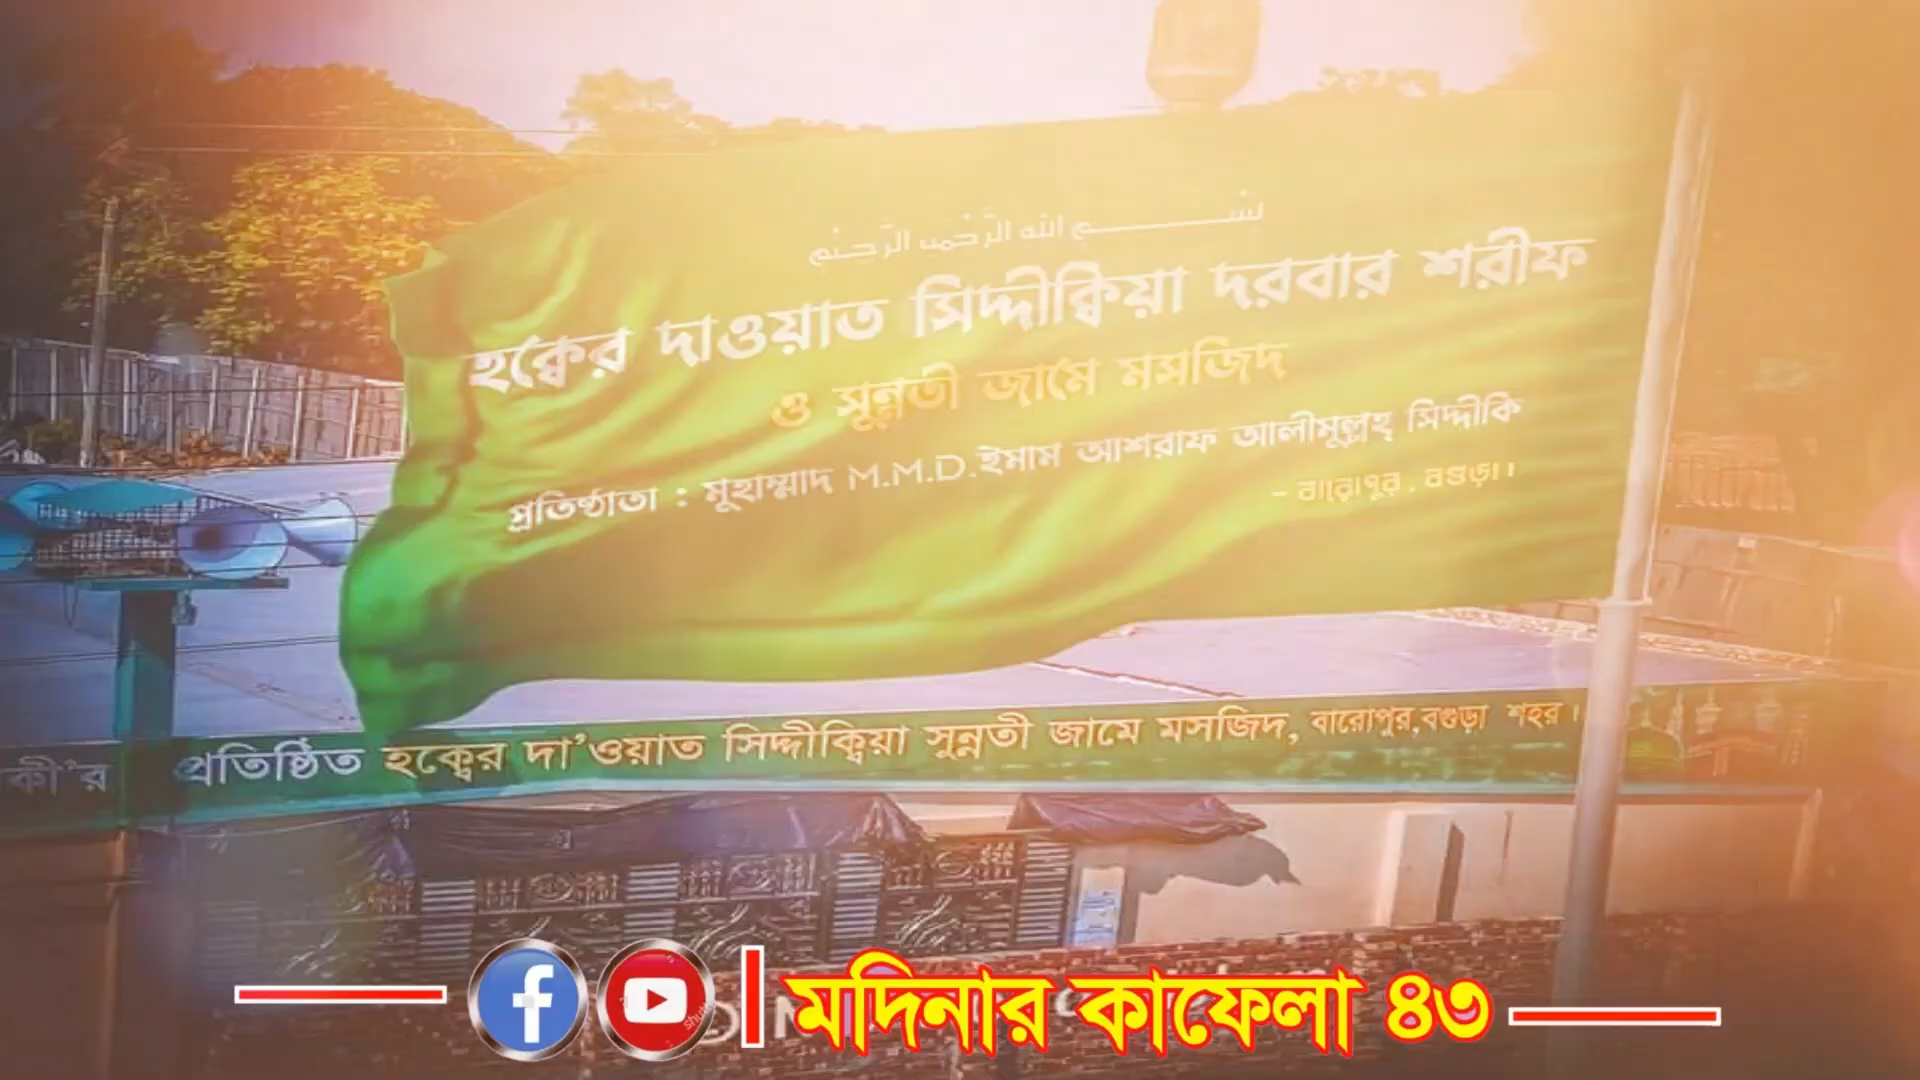 بسم الله الرحمن الرحيم
হক্বের দাওয়াত সিদ্দীক্বিয়া দরবার শরীফ
ও সুন্নতী জামে মসজিদ
প্রতিষ্ঠাতা : মুহাম্মাদ M.M.D.ইমাম আশরাফ আলীমুল্লাহ্ সিদ্দীকি
- বারোপুর, বগুড়া।
কী'র প্রতিষ্ঠিত হক্বের দা'ওয়াত সিদ্দীক্বিয়া সুন্নতী জামে মসজিদ, বারোপুর,বগুড়া শহর।
মদিনার কাফেলা ৪৩